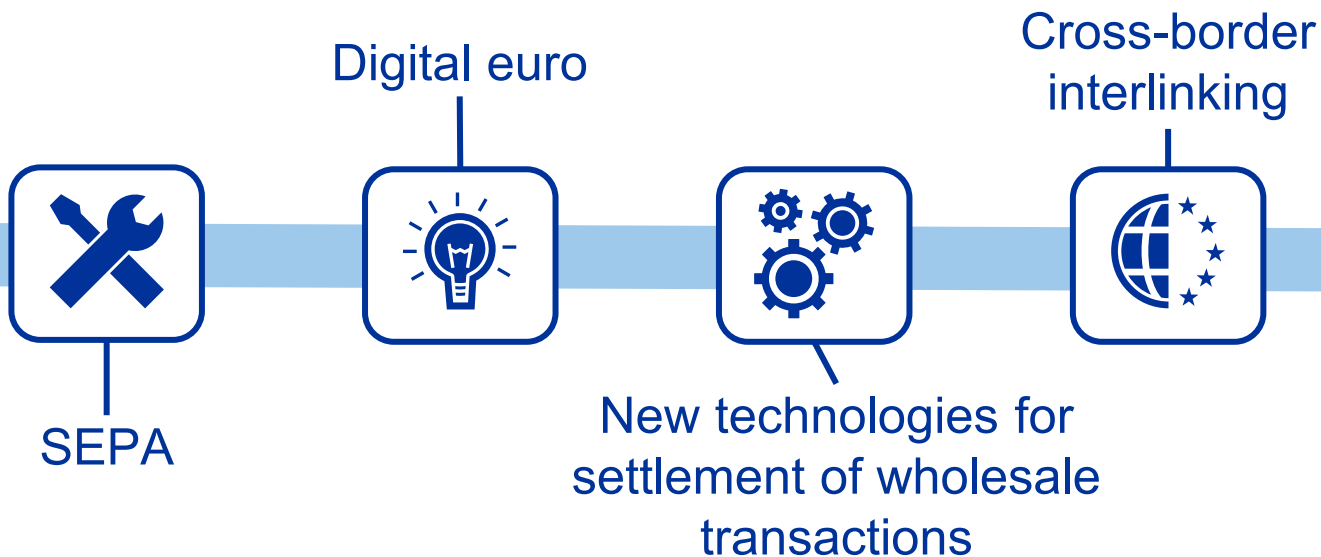 SEPA
Digital euro
New technologies for
settlement of wholesale
transactions
Cross-border
interlinking